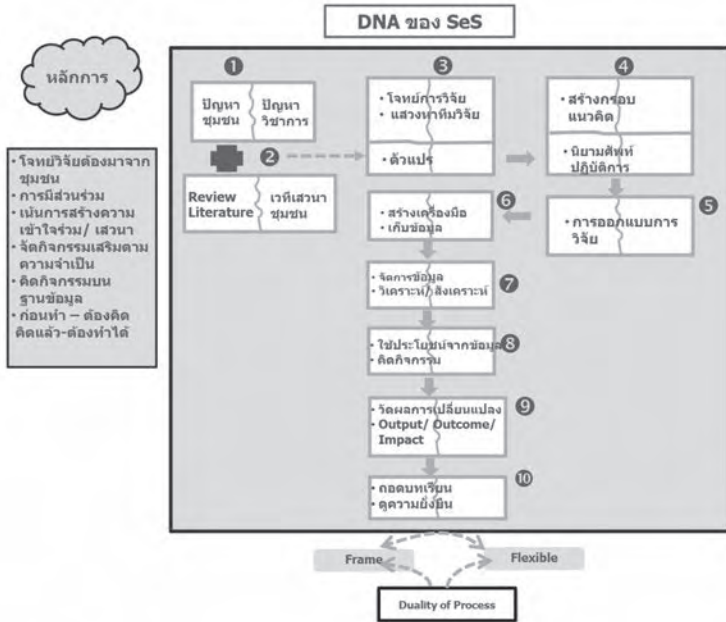 DNA ของ SeS
หลักการ
• โจทย์วิจัยต้องมาจาก
ชุมชน
• การมีส่วนร่วม
• เน้นการสร้างความ
เข้าใจร่วม/ เสวนา
• จัดกิจกรรมเสริมตาม
ความจำเป็น
• คิดกิจกรรมบน
ฐานข้อมูล
• ก่อนทำ – ต้องคิด
คิดแล้ว-ต้องทำได้
1
ปัญหา
ชุมชน
ปัญหา
วิชาการ
2
Review
Literature
เวทีเสวนา
ชุมชน
3
• โจทย์การวิจัย
• แสวงหาทีมวิจัย
• ตัวแปร
4
• สร้างกรอบ
แนวคิด
• นิยามศัพท์
ปฏิบัติการ
5
• การออกแบบการ
วิจัย
6
• สร้างเครื่องมือ
• เก็บข้อมูล
7
• จัดการข้อมูล
• วิเคราะห์/ สังเคราะห์
8
• ใช้ประโยชน์จากข้อมูล
• คิดกิจกรรม
9
• วัดผลการเปลี่ยนแปลง
• Output/ Outcome/
Impact
10
• ถอดบทเรียน
• ดูความยั่งยืน
Frame
Flexible
Duality of Process